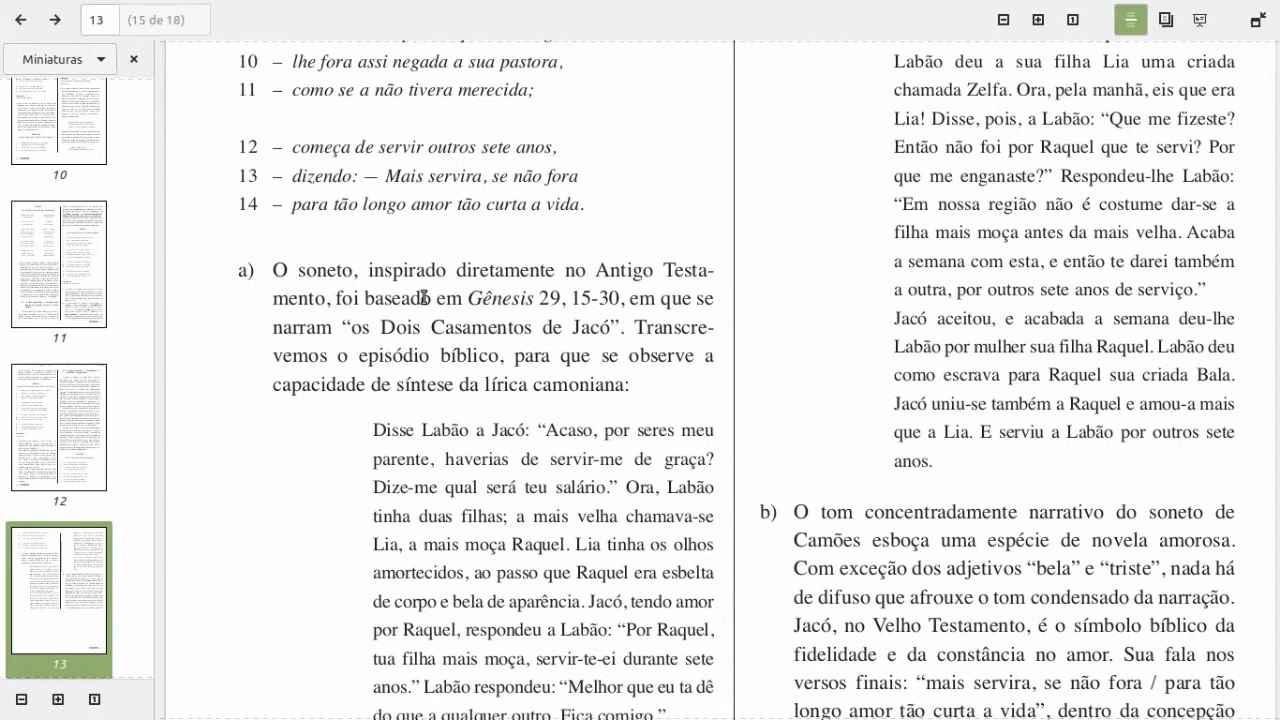 13 (15 de 18)
Miniaturas
10
11
12
13
10 – lhe fora assi negada a sua pastora,
11 – como se a não tivera merecida;
12 – começa de servir outros sete anos,
13 – dizendo: — Mais servira, se não fora
14 – para tão longo amor tão curta a vida.
a) O soneto, inspirado diretamente no Antigo Testa-
mento, foi baseado em Gênesis 29, 15-30, em que se
narram “os Dois Casamentos de Jacó”. Transcre-
vemos o episódio bíblico, para que se observe a
capacidade de síntese da lírica camoniana:
Disse Labão a Jacó: “Acaso, por seres meu
parente, haverias de servir-me de graça?
Dize-me qual será teu salário.” Ora, Labão
tinha duas filhas; a mais velha chamava-se
Lia, a mais moça Raquel. Lia tinha os olhos
amortecidos ao passo que Raquel era esbelta
de corpo e bela de aparência. Jacó, tendo amor
por Raquel, respondeu a Labão: “Por Raquel,
tua filha mais moça, servir-te-ei durante sete
anos.” Labão respondeu: “Melhor que eu ta dê
do que a qualquer outro. Fica comigo.”
Labão deu a sua filha Lia uma criada
chamada Zelfa. Ora, pela manhã, eis que era
Lia! Disse, pois, a Labão: “Que me fizeste?
Então não foi por Raquel que te servi? Por
que me enganaste?” Respondeu-lhe Labão:
“Em nossa região não é costume dar-se a
filha mais moça antes da mais velha. Acaba
a semana com esta, e então te darei também
a outra, por outros sete anos de serviço.”
Jacó aceitou, e acabada a semana deu-lhe
Labão por mulher sua filha Raquel. Labão deu
como escrava para Raquel sua criada Bala.
Jacó uniu-se também a Raquel e amou-a mais
que a Lia. E serviu a Labão por outros sete
anos.
b) O tom concentradamente narrativo do soneto de
Camões esboça uma espécie de novela amorosa.
Com exceção dos adjetivos “bela” e “triste”, nada há
de difuso que afrouxe o tom condensado da narração.
Jacó, no Velho Testamento, é o símbolo bíblico da
fidelidade e da constância no amor. Sua fala nos
versos finais: “mais servira, se não fora / para tão
longo amor tão curta a vida”, dentro da concepção